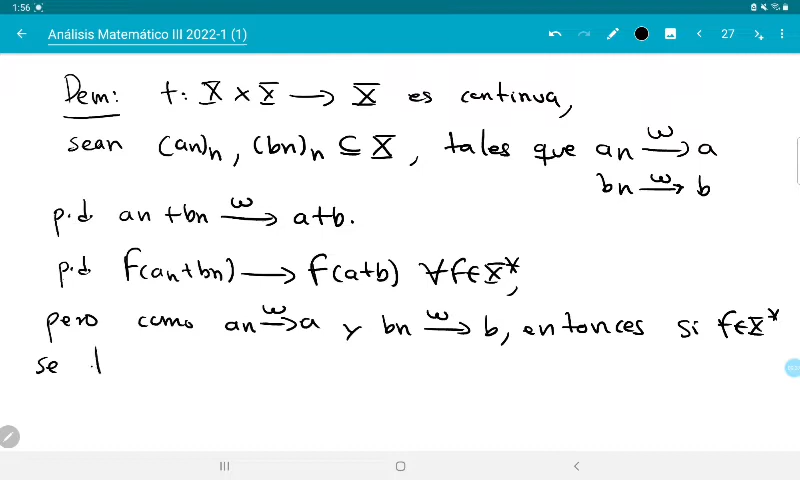 1:56
Análisis Matemático III 2022-1 (1)
27
Dem: +: X × X → X es continua,
sean (an)n, (bn)n ⊆ X, tales que an →ʷ a
bn →ʷ b
p.d. an + bn →ʷ a+b.
p.d. f(an+bn) → f(a+b) ∀f∈X*,
pero como an →ʷ a y bn →ʷ b, entonces si f∈X*
se